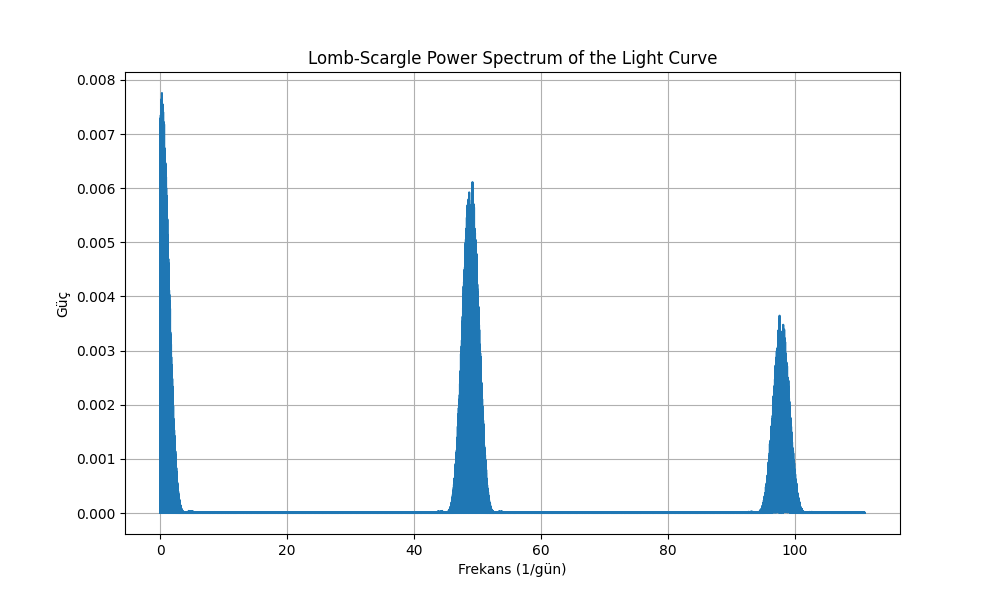 Lomb-Scargle Power Spectrum of the Light Curve
0.008
0.007
0.006
0.005
0.004
0.003
0.002
0.001
0.000
Güç
0 20 40 60 80 100
Frekans (1/gün)